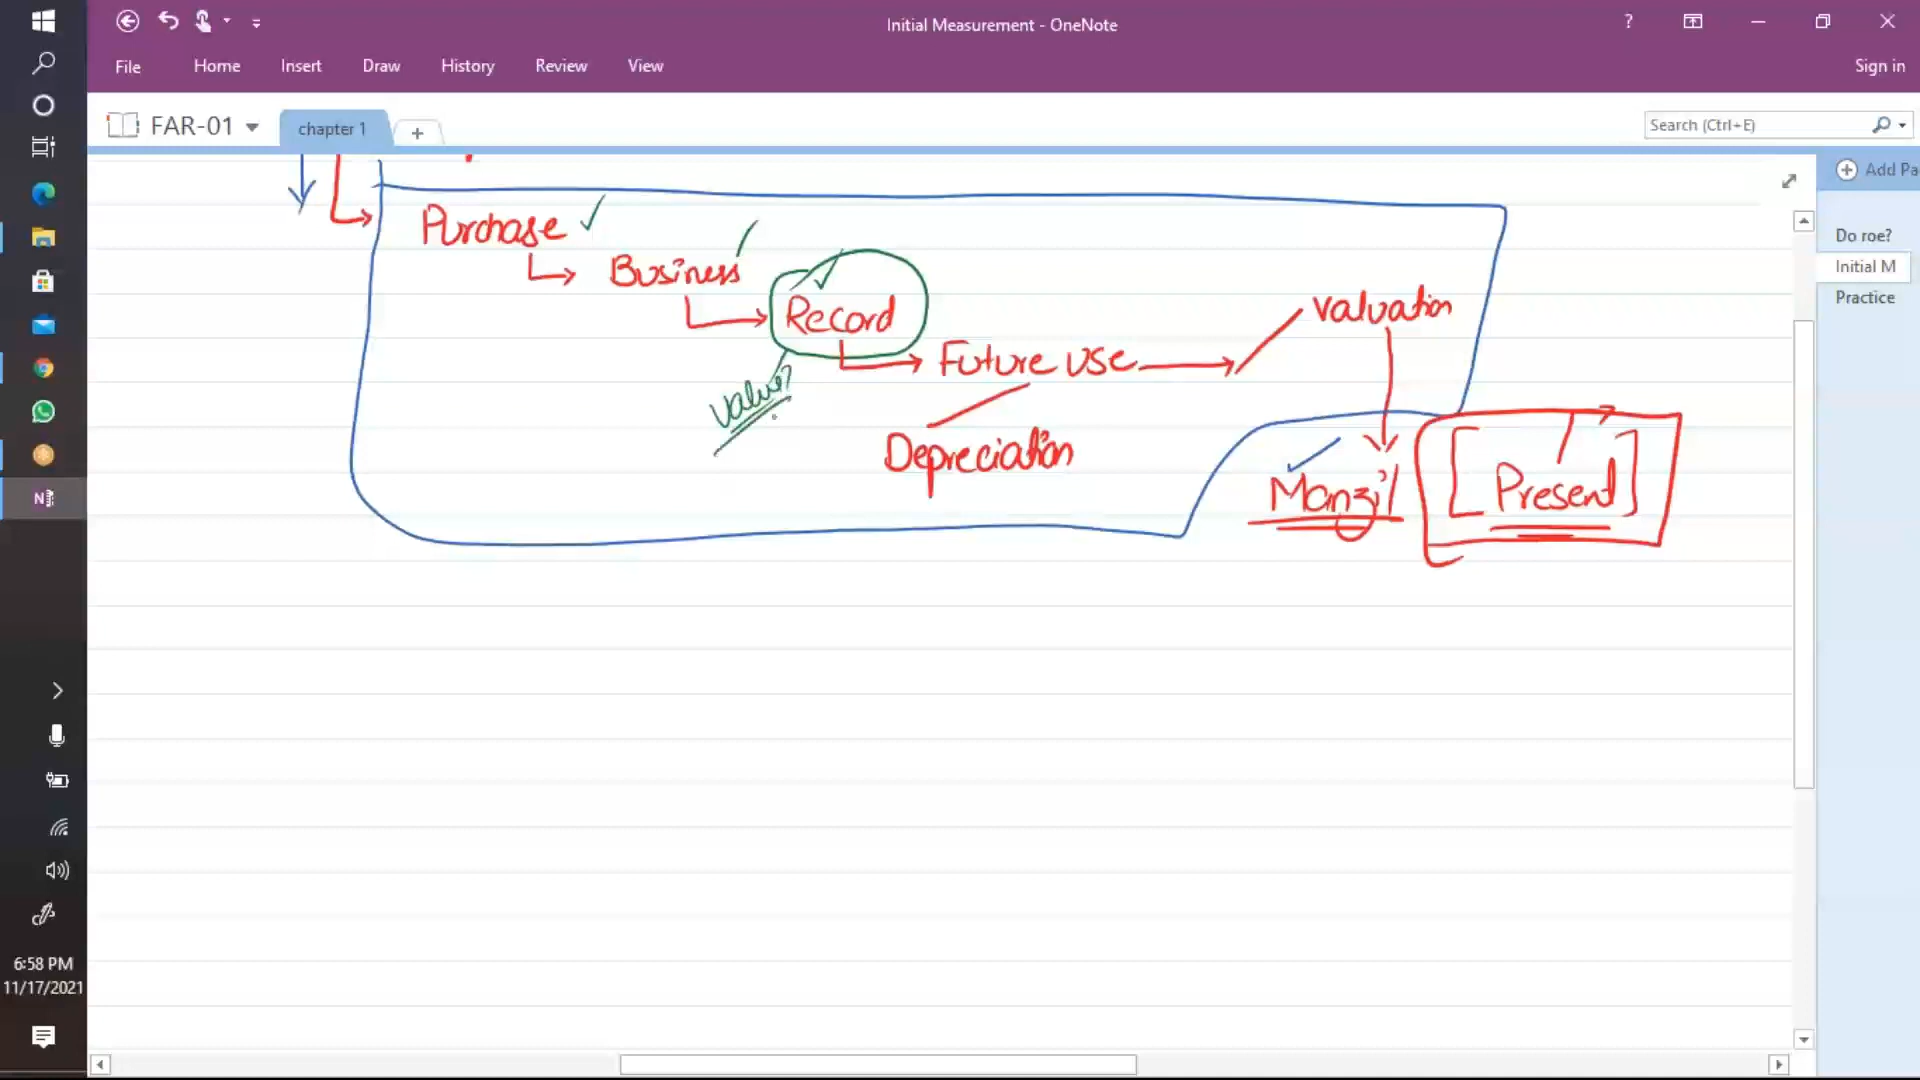 Initial Measurement - OneNote
?
File Home Insert Draw History Review View
Sign in
FAR-01
chapter 1
+
Search (Ctrl+E)
Add Pa
Do roe?
Initial M
Practice
Purchase ✓
Business
Record
Future use
Valuation
Value?
Depreciation
Manzil
[Present]
6:58 PM
11/17/2021